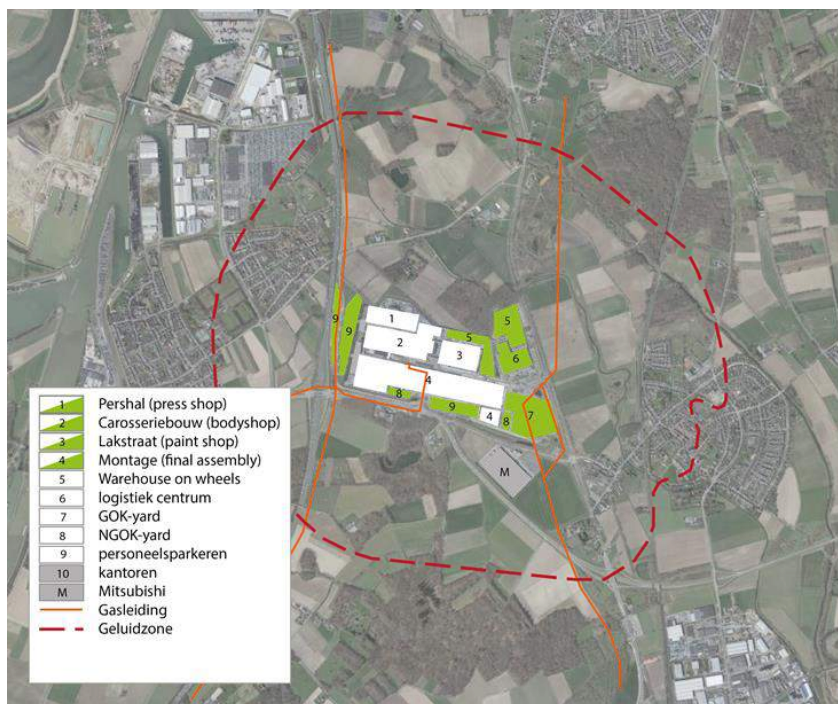 1
5
9
9
2
5
3
6
4
8
9
4
8
7
M
1 Pershal (press shop)
2 Carosseriebouw (bodyshop)
3 Lakstraat (paint shop)
4 Montage (final assembly)
5 Warehouse on wheels
6 logistiek centrum
7 GOK-yard
8 NGOK-yard
9 personeelsparkeren
10 kantoren
M Mitsubishi
Gasleiding
Geluidzone